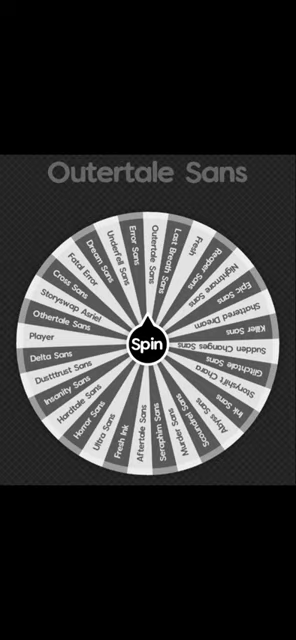 Outertale Sans
Outertale Sans
Last Breath Sans
Fresh
Reaper Sans
Nightmare Sans
Epic Sans
Shattered Dream
Killer Sans
Sudden Changes Sans
Glitchtale Sans
Storyshift Chara
Ink Sans
Abyss Sans
Scoundrel Sans
Murder Sans
Seraphim Sans
Aftertale Sans
Fresh Ink
Ultra Sans
Horror Sans
Hardtale Sans
Insanity Sans
Dusttrust Sans
Delta Sans
Player
Othertale Sans
Storyswap Asriel
Cross Sans
Fatal Error
Dream Sans
Underfell Sans
Error Sans
Spin